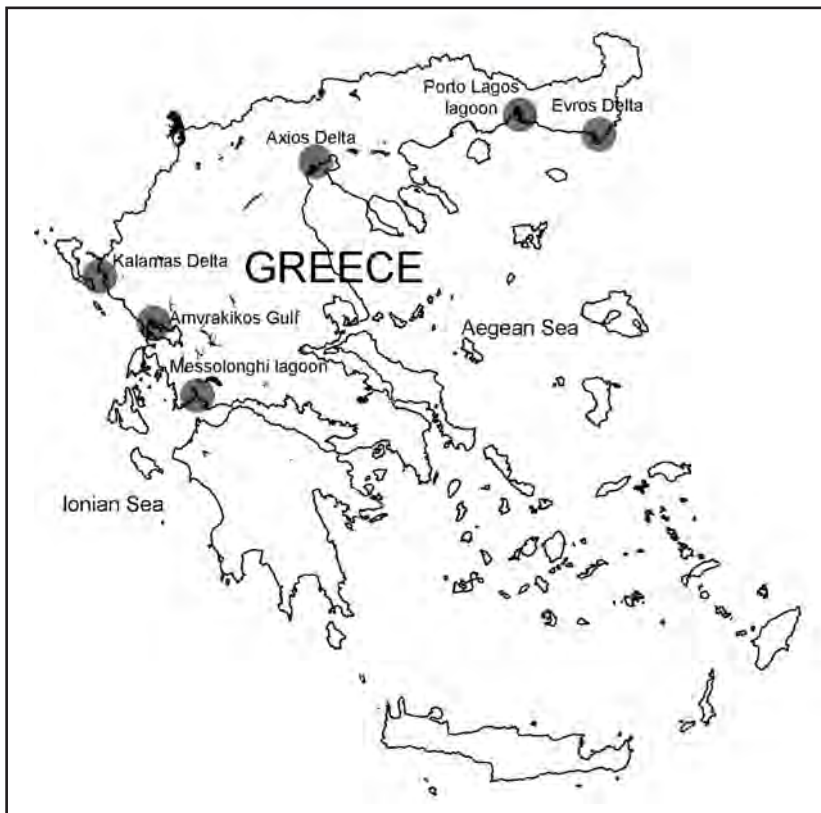 Porto Lagos
lagoon
Evros Delta
Axios Delta
Kalamas Delta
GREECE
Amvrakikos Gulf
Aegean Sea
Messolonghi lagoon
Ionian Sea